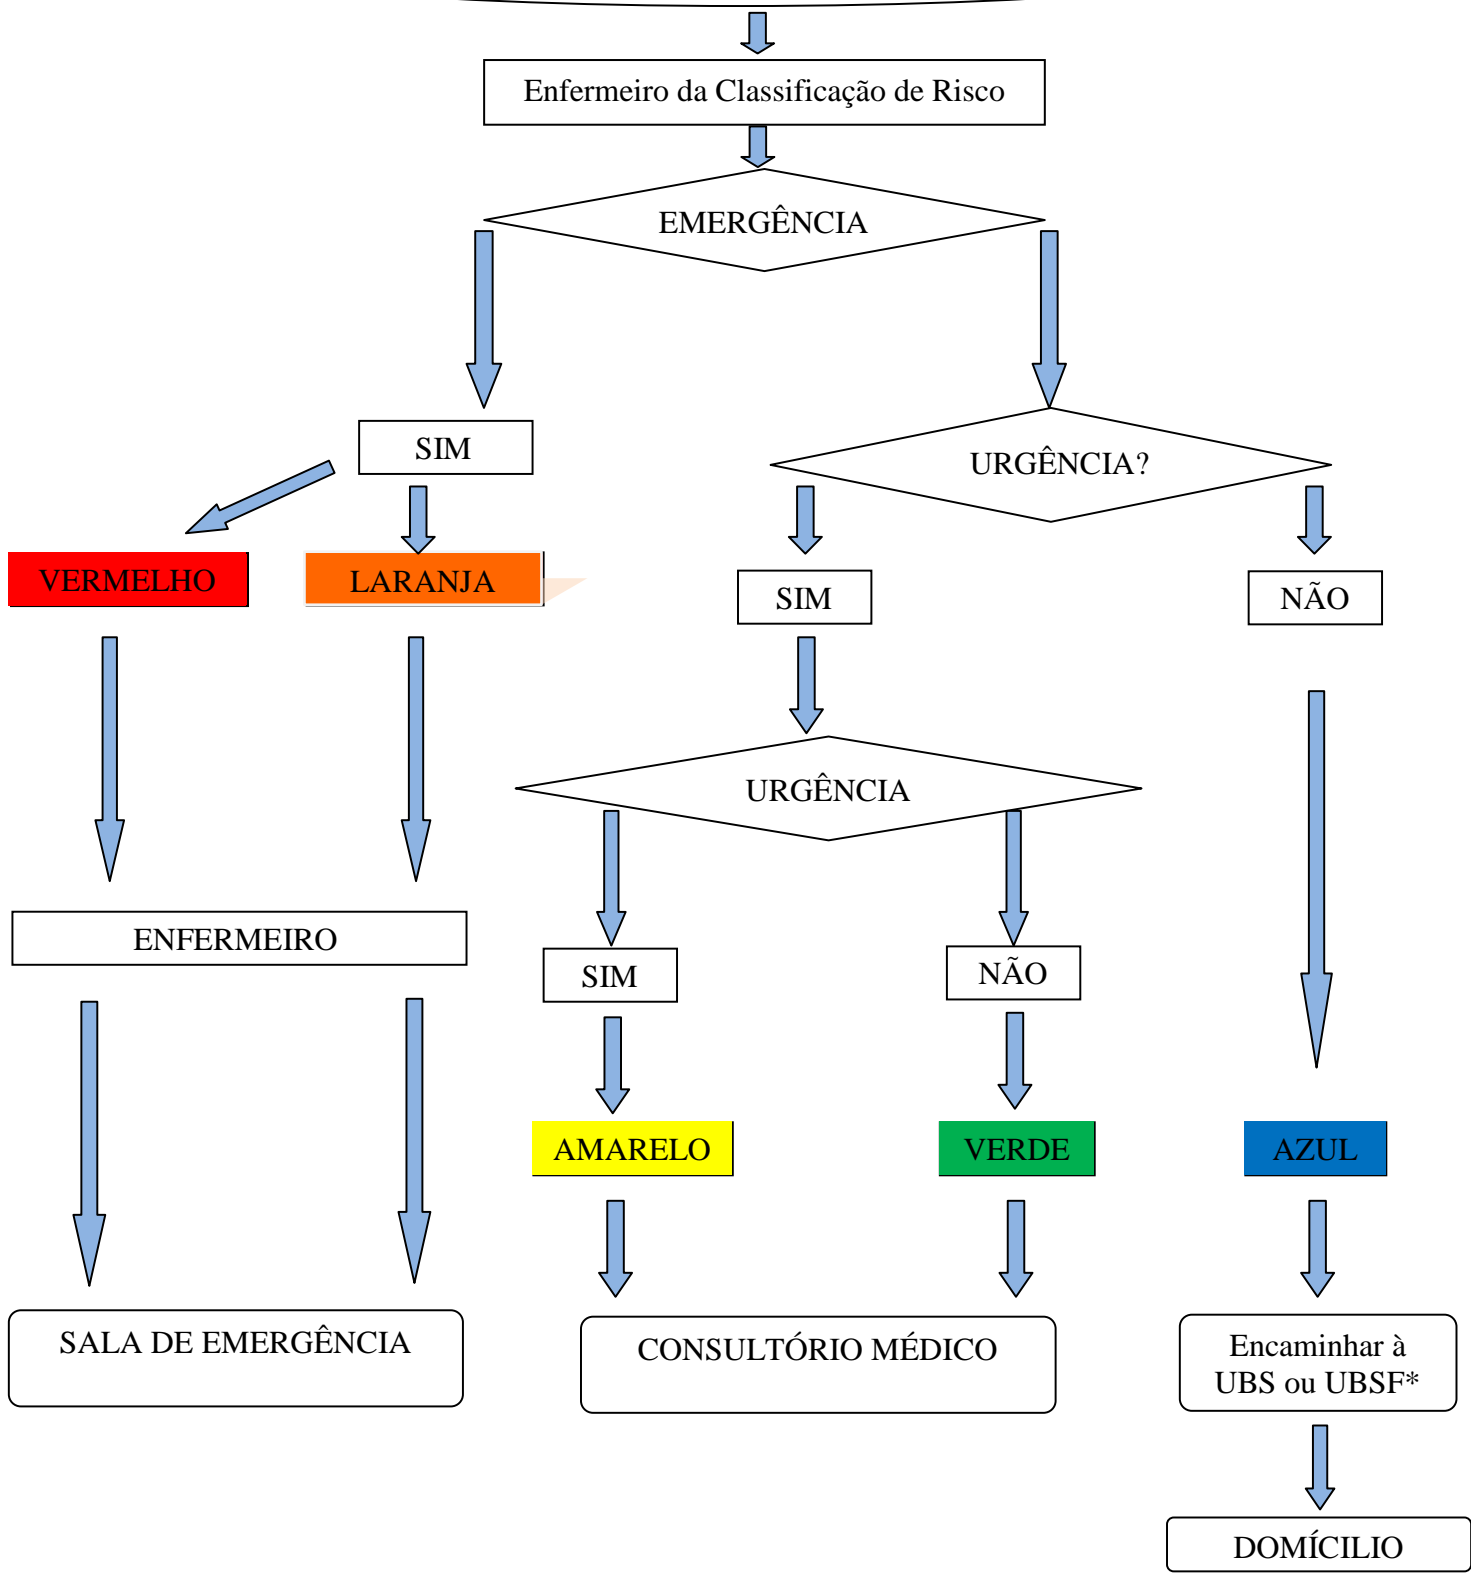 Enfermeiro da Classificação de Risco
EMERGÊNCIA
SIM
URGÊNCIA?
VERMELHO
LARANJA
SIM
NÃO
URGÊNCIA
ENFERMEIRO
SIM
NÃO
AMARELO
VERDE
AZUL
SALA DE EMERGÊNCIA
CONSULTÓRIO MÉDICO
Encaminhar à
UBS ou UBSF*
DOMÍCILIO